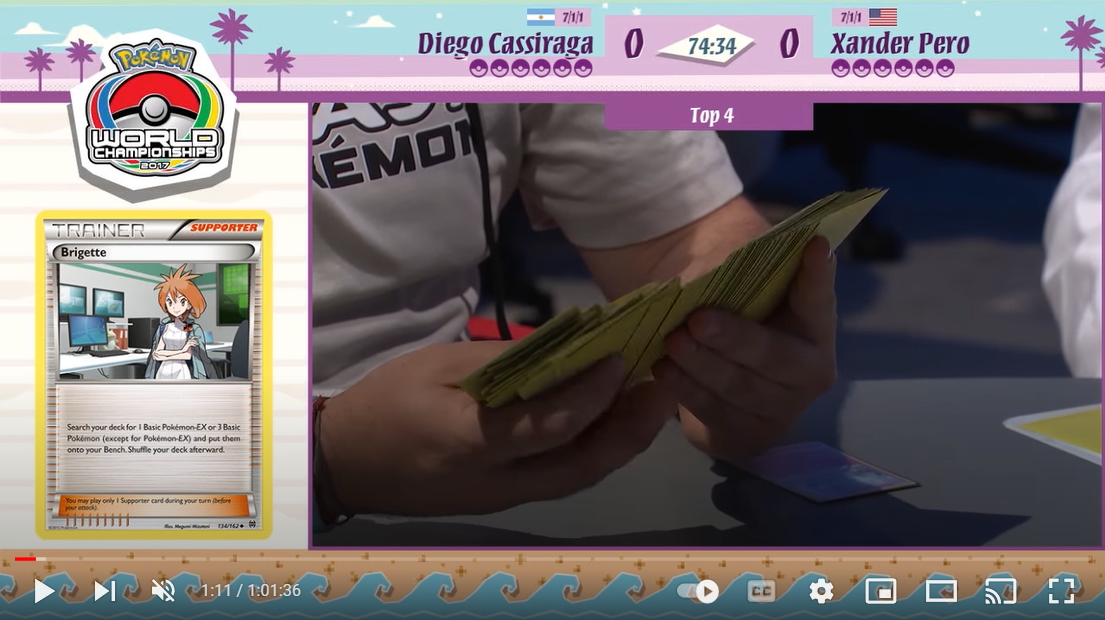 7/1/1
Diego Cassiraga
0
74:34
0
7/1/1
Xander Pero
Top 4
Pokémon
WORLD
CHAMPIONSHIPS
2017
TRAINER
SUPPORTER
Brigette
Search your deck for 1 Basic Pokémon-EX or 3 Basic
Pokémon (except for Pokémon-EX) and put them
onto your Bench. Shuffle your deck afterward.
You may play only 1 Supporter card during your turn (before
your attack).
Illus. Megumi Mizutani
134/162
KÉMON
1:11 / 1:01:36
CC